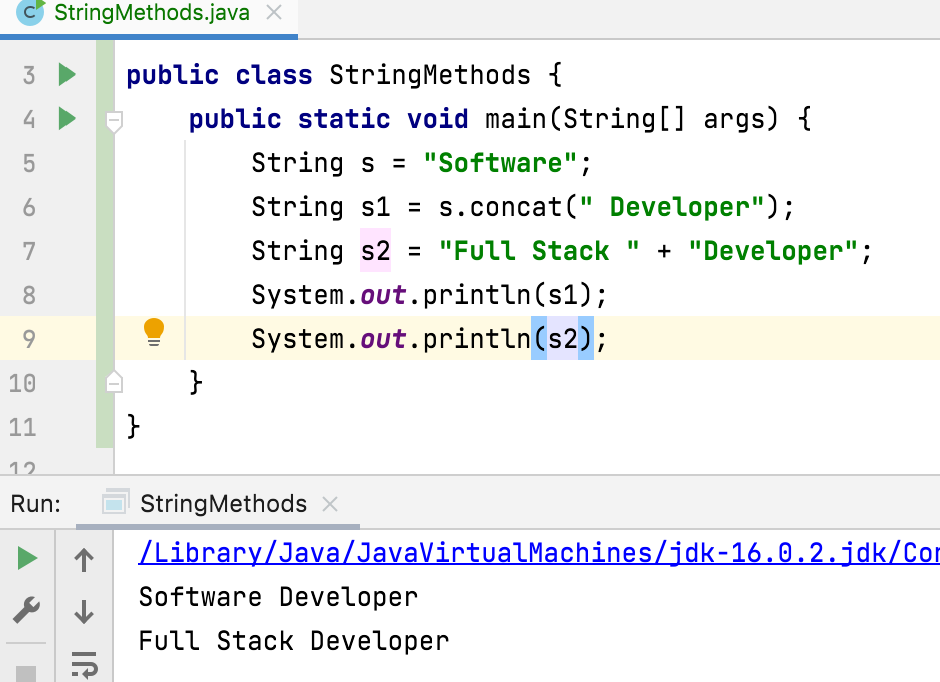 StringMethods.java
3 public class StringMethods {
4 public static void main(String[] args) {
5 String s = "Software";
6 String s1 = s.concat(" Developer");
7 String s2 = "Full Stack " + "Developer";
8 System.out.println(s1);
9 System.out.println(s2);
10 }
11 }
12
Run: StringMethods
/Library/Java/JavaVirtualMachines/jdk-16.0.2.jdk/Con
Software Developer
Full Stack Developer